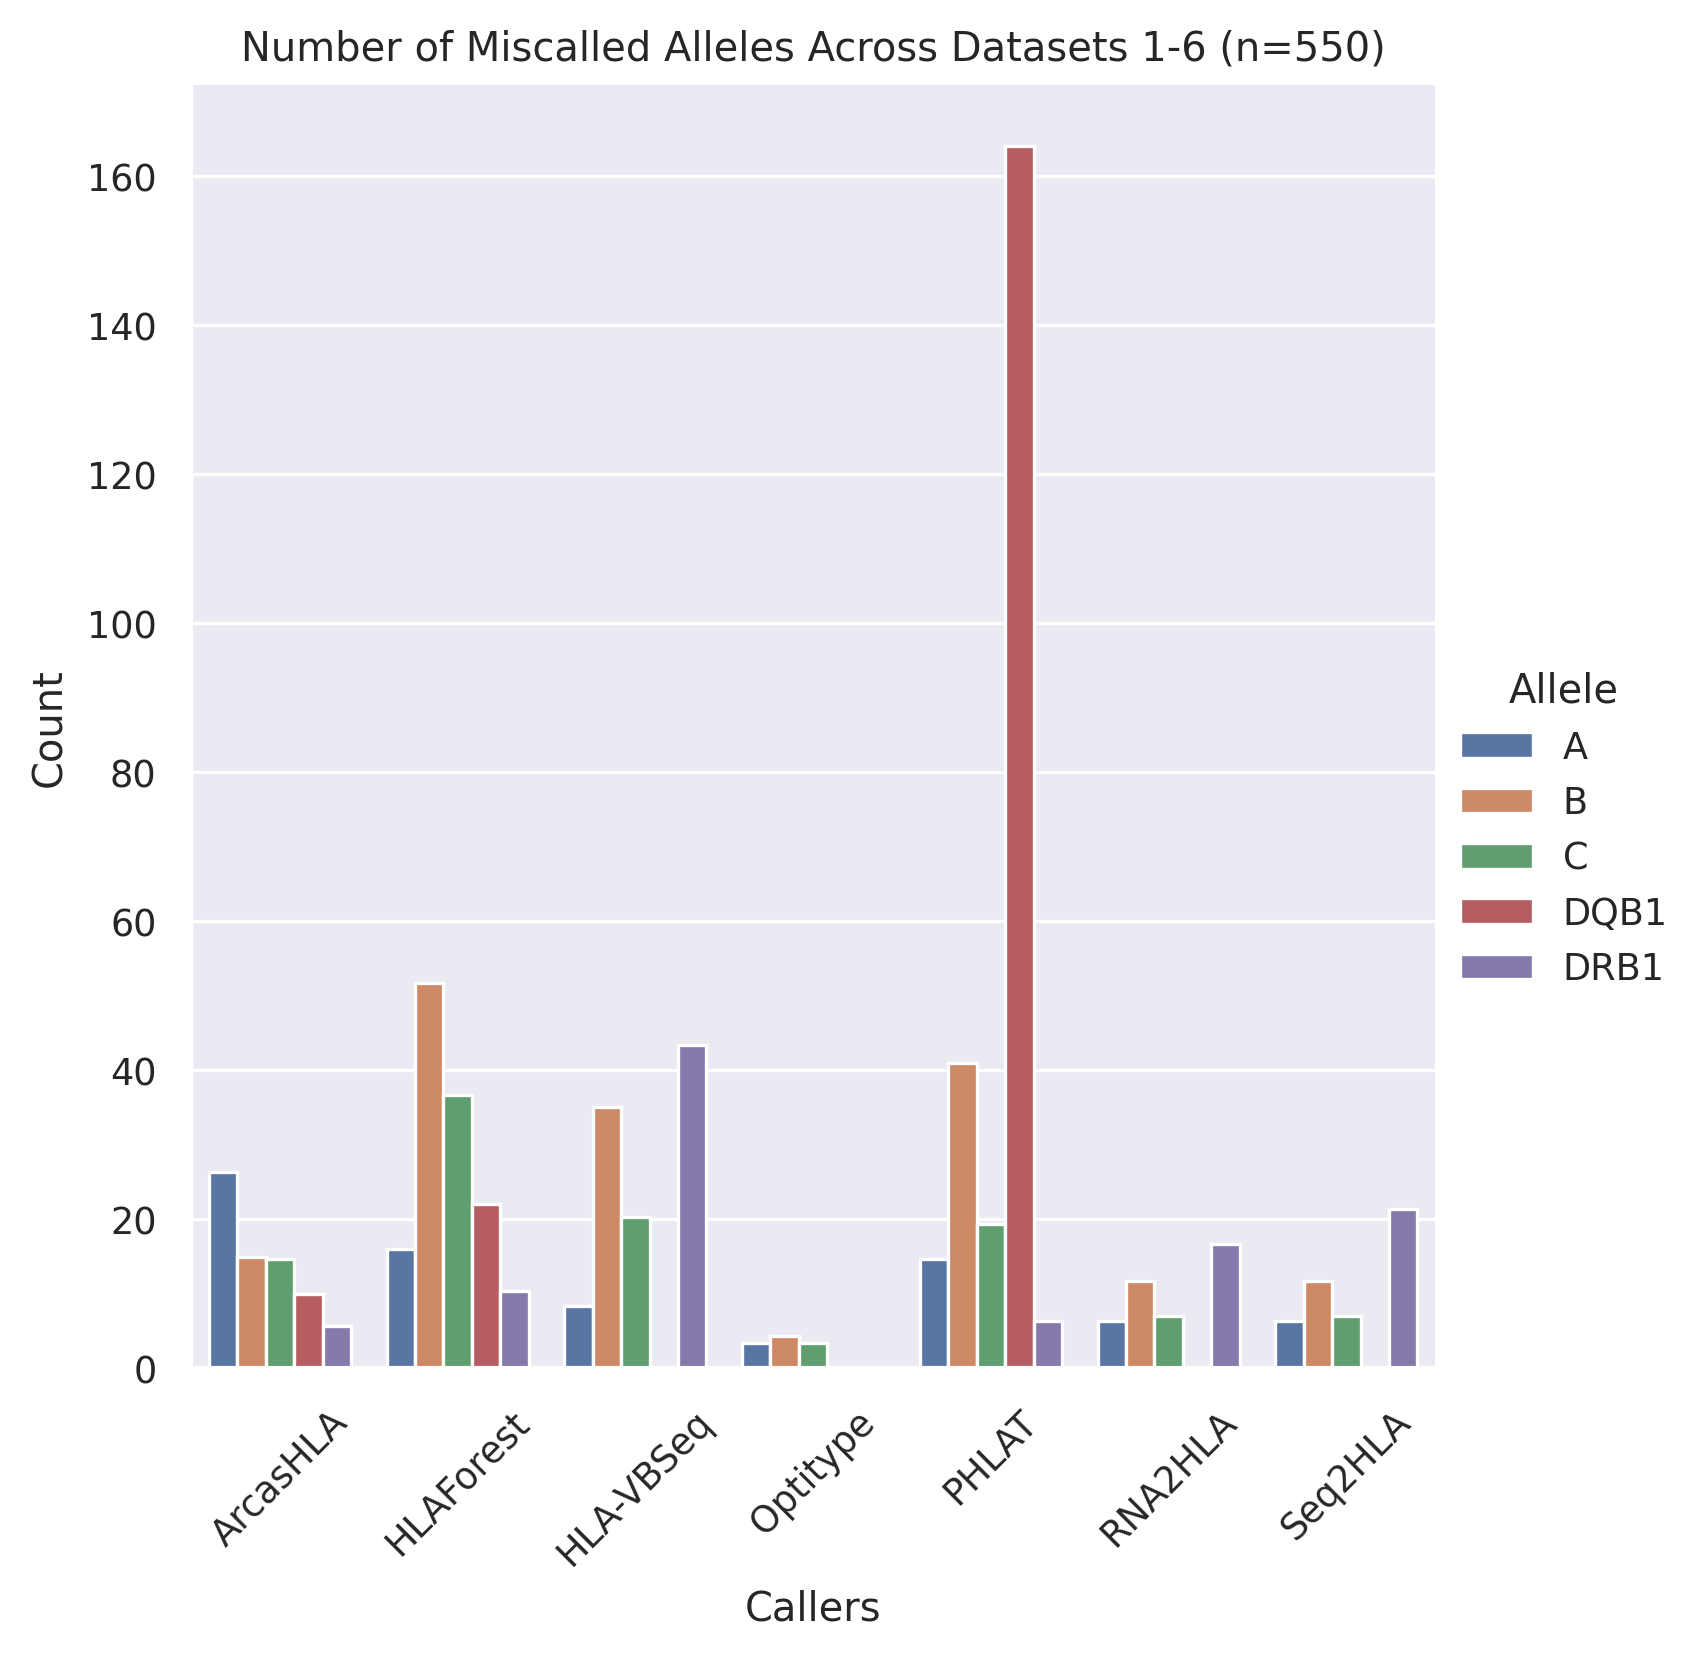 Number of Miscalled Alleles Across Datasets 1-6 (n=550)
160
140
120
100
80
60
40
20
0
Count
ArcasHLA
HLAForest
HLA-VBSeq
Optitype
PHLAT
RNA2HLA
Seq2HLA
Callers
Allele
A
B
C
DQB1
DRB1